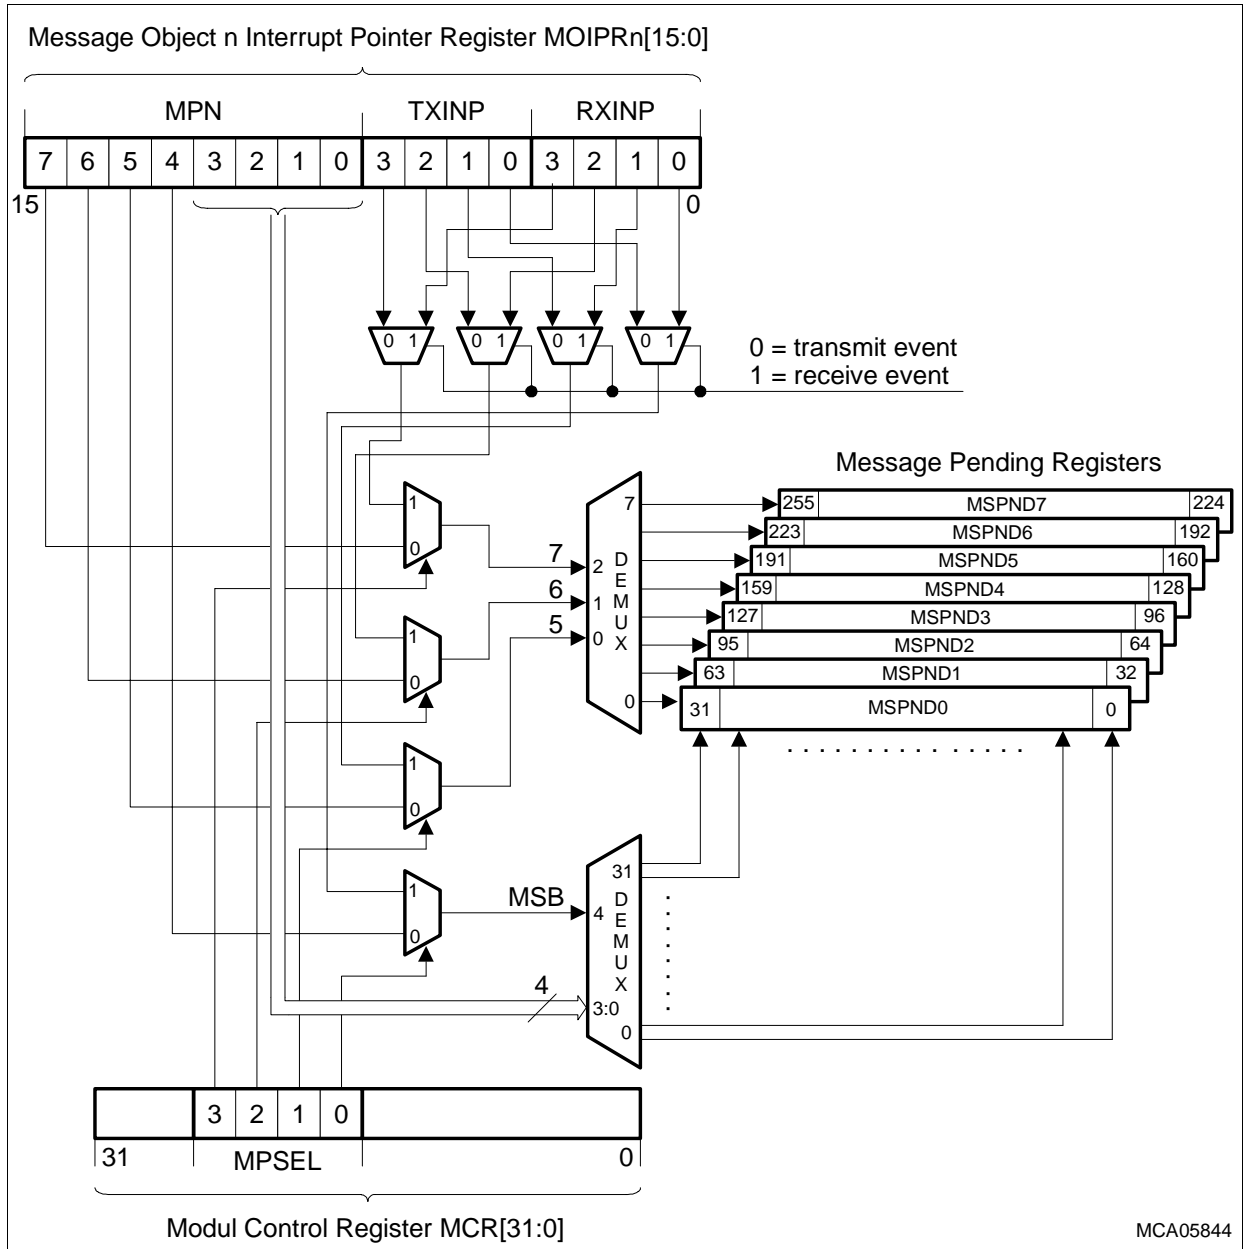 Message Object n Interrupt Pointer Register MOIPRn[15:0]
MPN TXINP RXINP
7 6 5 4 3 2 1 0 3 2 1 0 3 2 1 0
15 0
0 1 0 1 0 1 0 1
0 = transmit event
1 = receive event
Message Pending Registers
255 MSPND7 224
223 MSPND6 192
191 MSPND5 160
159 MSPND4 128
127 MSPND3 96
95 MSPND2 64
63 MSPND1 32
31 MSPND0 0
. . . . . . . . . . . . . . . .
1
0
7
6
5
7
2
1
0
0
DEMUX
1
0
1
0
1
0
MSB
4
31
4
3:0
0
DEMUX
3 2 1 0
31 MPSEL 0
Modul Control Register MCR[31:0]
MCA05844